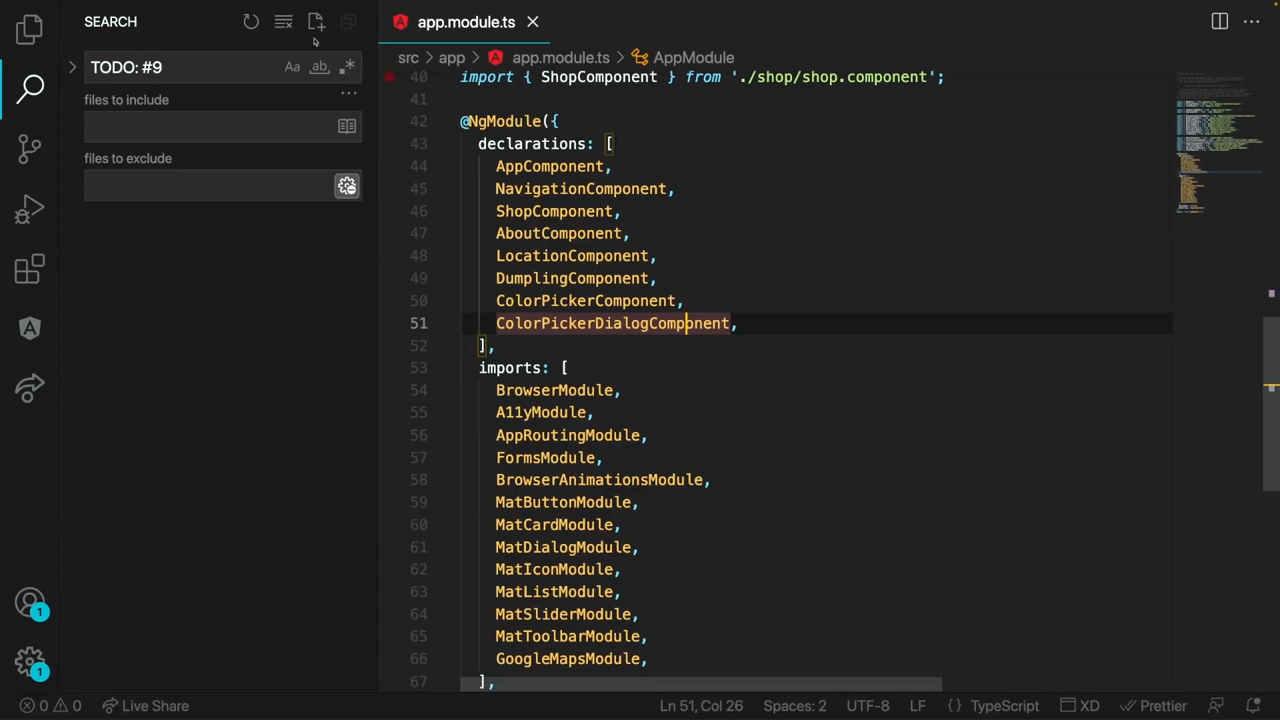 SEARCH
TODO: #9
Aa
ab
files to include
files to exclude
1
1
app.module.ts
src > app > app.module.ts > AppModule
40 import { ShopComponent } from './shop/shop.component';
41
42 @NgModule({
43 declarations: [
44 AppComponent,
45 NavigationComponent,
46 ShopComponent,
47 AboutComponent,
48 LocationComponent,
49 DumplingComponent,
50 ColorPickerComponent,
51 ColorPickerDialogComponent,
52 ],
53 imports: [
54 BrowserModule,
55 A11yModule,
56 AppRoutingModule,
57 FormsModule,
58 BrowserAnimationsModule,
59 MatButtonModule,
60 MatCardModule,
61 MatDialogModule,
62 MatIconModule,
63 MatListModule,
64 MatSliderModule,
65 MatToolbarModule,
66 GoogleMapsModule,
67 ],
0 0 Live Share Ln 51, Col 26 Spaces: 2 UTF-8 LF {} TypeScript XD Prettier